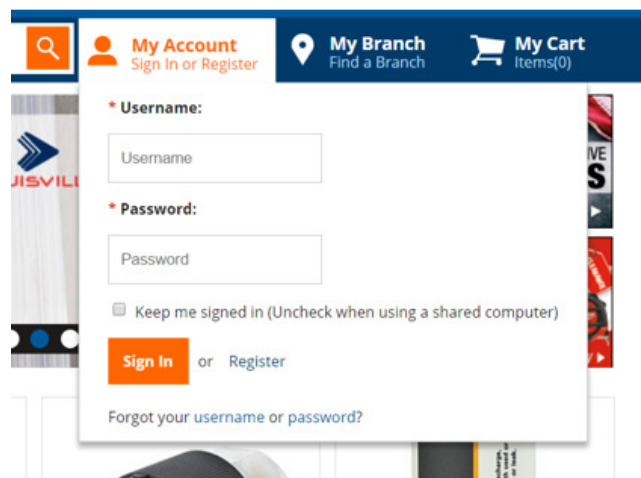 My Account
Sign In or Register
My Branch
Find a Branch
My Cart
Items(0)
* Username:
Username
* Password:
Password
Keep me signed in (Uncheck when using a shared computer)
Sign In or Register
Forgot your username or password?